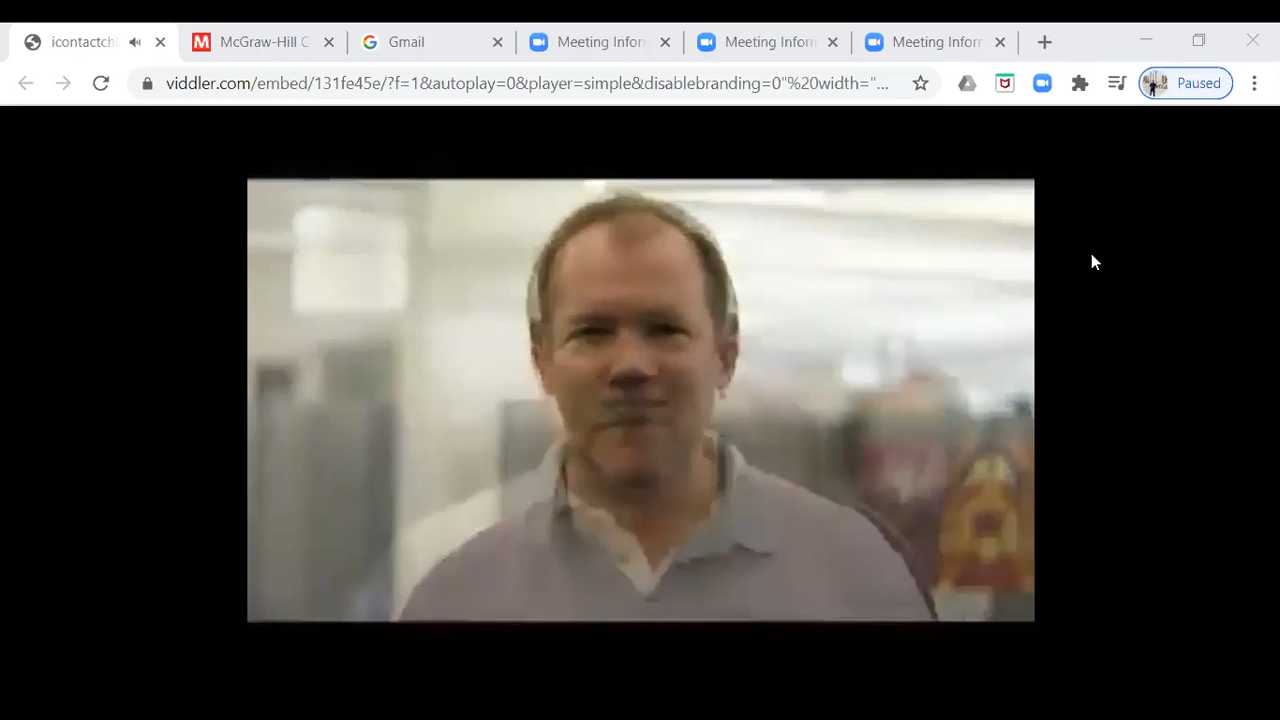 icontactch
McGraw-Hill C
Gmail
Meeting Infor
Meeting Infor
Meeting Infor
viddler.com/embed/131fe45e/?f=1&autoplay=0&player=simple&disablebranding=0"%20width="...
Paused